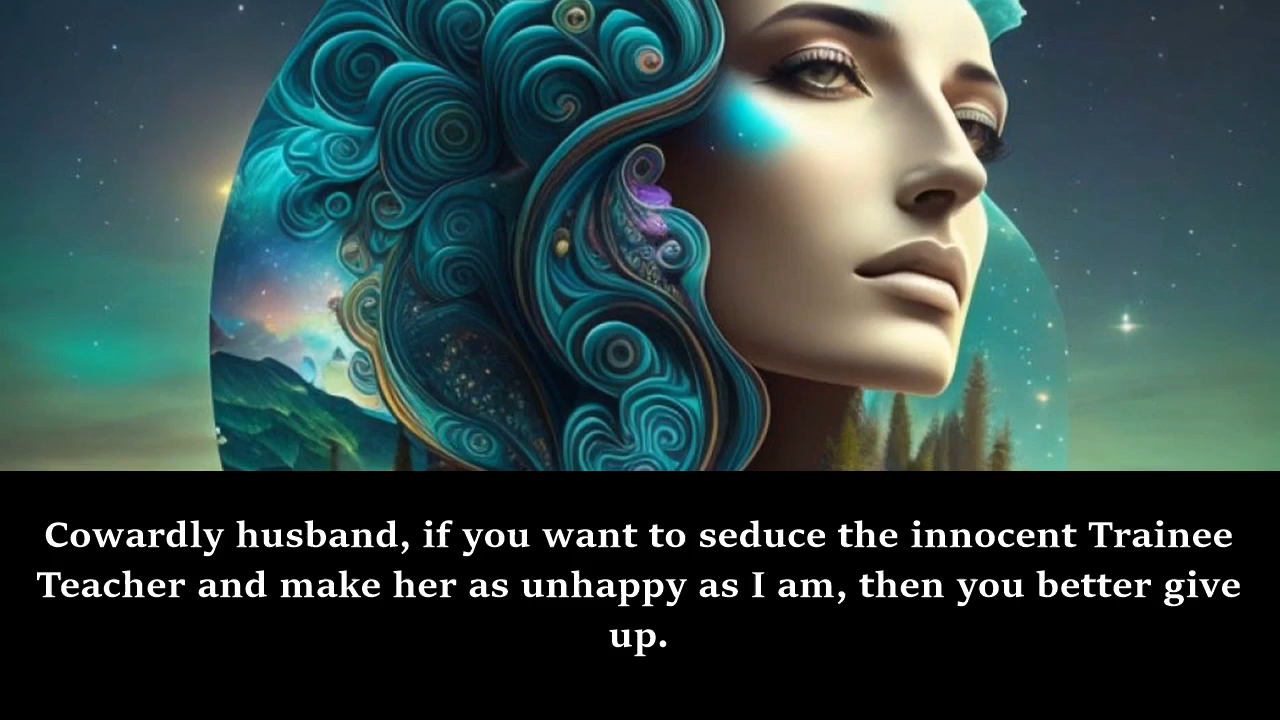 Cowardly husband, if you want to seduce the innocent Trainee
Teacher and make her as unhappy as I am, then you better give
up.